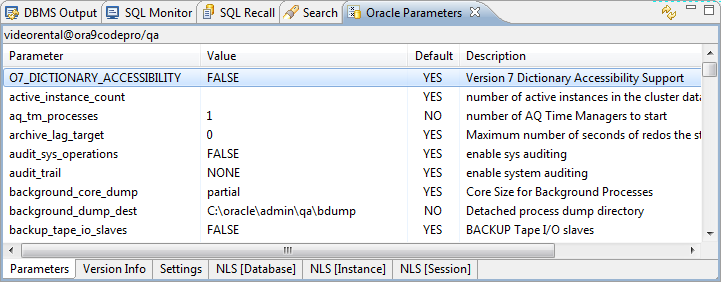 DBMS Output SQL Monitor SQL Recall Search Oracle Parameters
videorental@ora9codepro/qa
Parameter Value Default Description
O7_DICTIONARY_ACCESSIBILITY FALSE YES Version 7 Dictionary Accessibility Support
active_instance_count YES number of active instances in the cluster data
aq_tm_processes 1 NO number of AQ Time Managers to start
archive_lag_target 0 YES Maximum number of seconds of redos the st
audit_sys_operations FALSE YES enable sys auditing
audit_trail NONE YES enable system auditing
background_core_dump partial YES Core Size for Background Processes
background_dump_dest C:\oracle\admin\qa\bdump NO Detached process dump directory
backup_tape_io_slaves FALSE YES BACKUP Tape I/O slaves
Parameters Version Info Settings NLS [Database] NLS [Instance] NLS [Session]